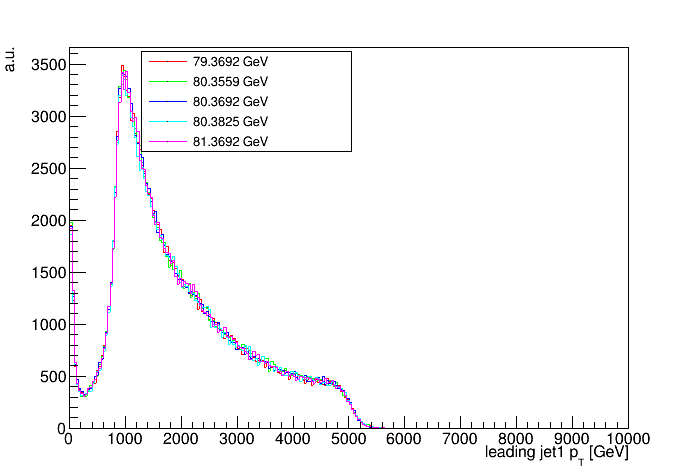 a.u.
3500
3000
2500
2000
1500
1000
500
0
79.3692 GeV
80.3559 GeV
80.3692 GeV
80.3825 GeV
81.3692 GeV
0 1000 2000 3000 4000 5000 6000 7000 8000 9000 10000
leading jet1 p_T [GeV]